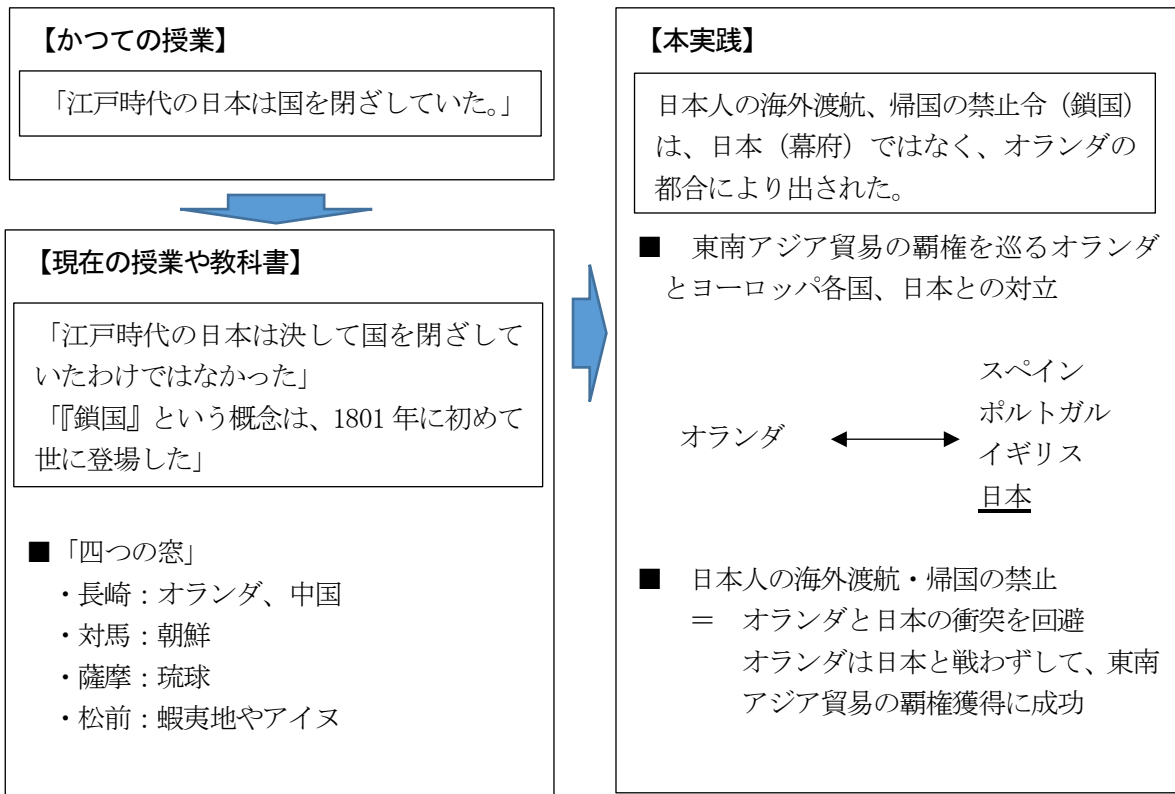 【かつての授業】
「江戸時代の日本は国を閉ざしていた。」
【現在の授業や教科書】
「江戸時代の日本は決して国を閉ざして
いたわけではなかった」
「『鎖国』という概念は、1801 年に初めて
世に登場した」
■「四つの窓」
・長崎：オランダ、中国
・対馬：朝鮮
・薩摩：琉球
・松前：蝦夷地やアイヌ
【本実践】
日本人の海外渡航、帰国の禁止令（鎖国）
は、日本（幕府）ではなく、オランダの
都合により出された。
■　東南アジア貿易の覇権を巡るオランダ
とヨーロッパ各国、日本との対立
オランダ
スペイン
ポルトガル
イギリス
日本
■　日本人の海外渡航・帰国の禁止
＝　オランダと日本の衝突を回避
オランダは日本と戦わずして、東南
アジア貿易の覇権獲得に成功